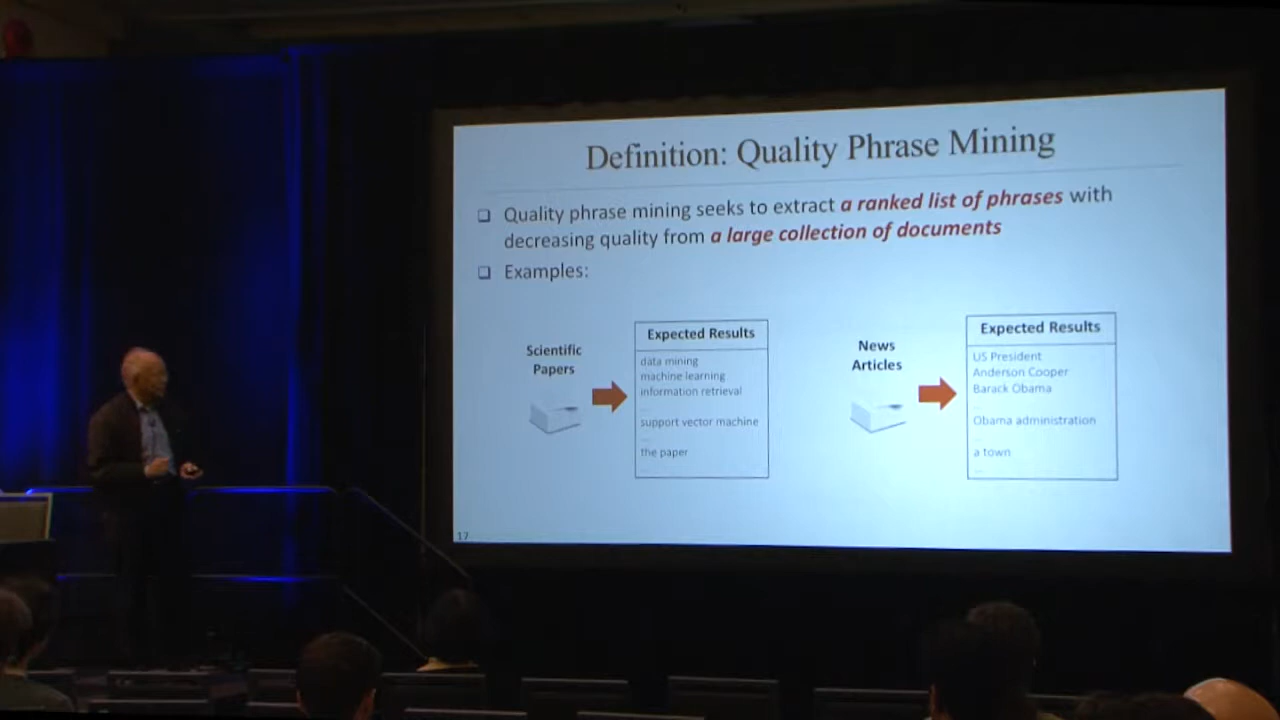 Definition: Quality Phrase Mining
❑ Quality phrase mining seeks to extract a ranked list of phrases with
decreasing quality from a large collection of documents
❑ Examples:
Scientific
Papers
Expected Results
data mining
machine learning
information retrieval
...
support vector machine
...
the paper
...
News
Articles
Expected Results
US President
Anderson Cooper
Barack Obama
...
Obama administration
...
a town
...
17